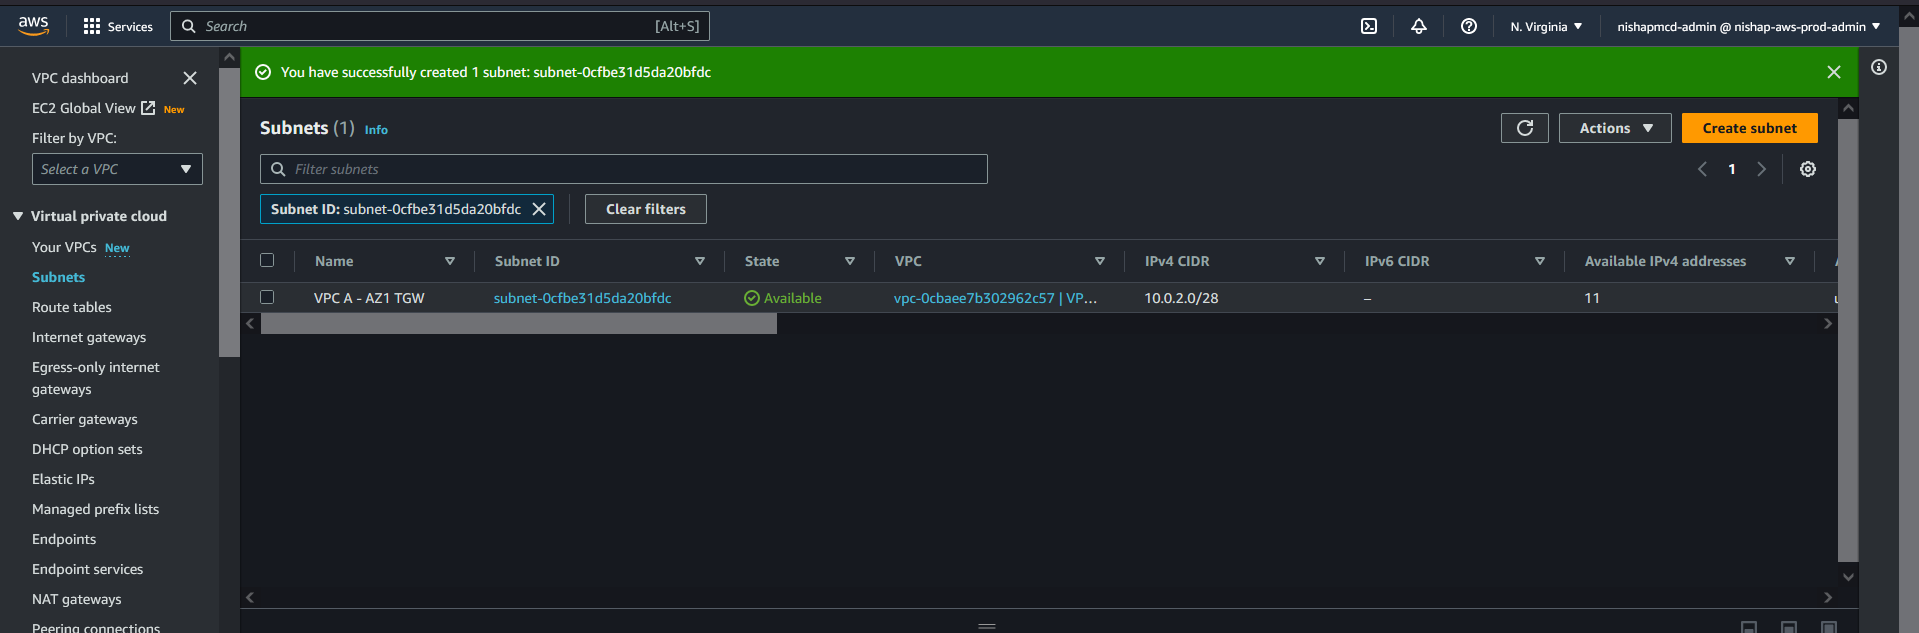 aws
Services
Search
[Alt+S]
N. Virginia
nishapmcd-admin @ nishap-aws-prod-admin
VPC dashboard
EC2 Global View New
Filter by VPC:
Select a VPC
Virtual private cloud
Your VPCs New
Subnets
Route tables
Internet gateways
Egress-only internet
gateways
Carrier gateways
DHCP option sets
Elastic IPs
Managed prefix lists
Endpoints
Endpoint services
NAT gateways
Peering connections
You have successfully created 1 subnet: subnet-0cfbe31d5da20bfdc
Subnets (1) Info
Actions
Create subnet
Filter subnets
1
Subnet ID: subnet-0cfbe31d5da20bfdc
Clear filters
Name Subnet ID State VPC IPv4 CIDR IPv6 CIDR Available IPv4 addresses
VPC A - AZ1 TGW subnet-0cfbe31d5da20bfdc Available vpc-0cbaee7b302962c57 | VP... 10.0.2.0/28 – 11